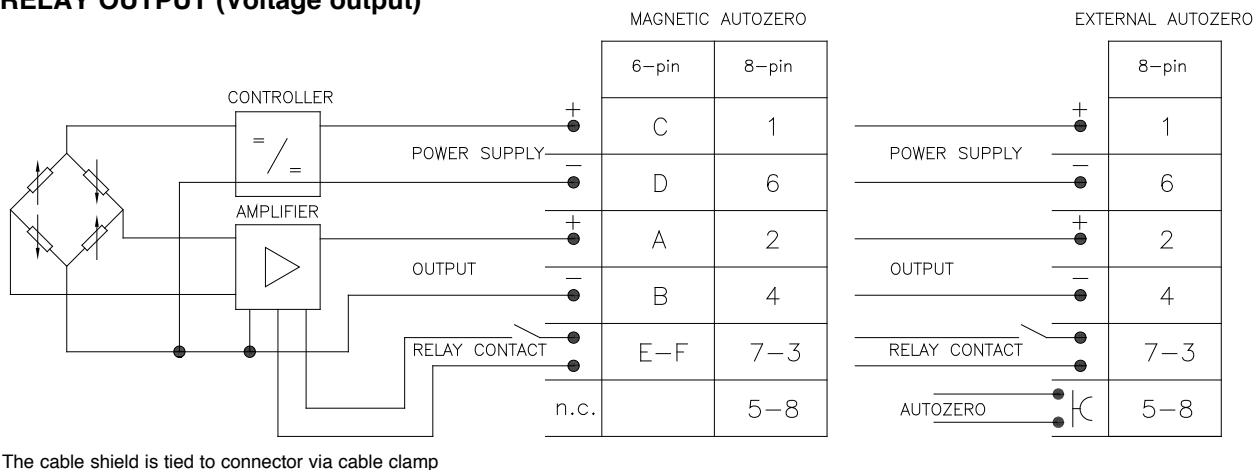 RELAY OUTPUT (Voltage output)
MAGNETIC AUTOZERO
EXTERNAL AUTOZERO
6-pin 8-pin
8-pin
CONTROLLER
= / =
+ C 1
+ 1
POWER SUPPLY
POWER SUPPLY
- D 6
- 6
AMPLIFIER
+ A 2
+ 2
OUTPUT
OUTPUT
- B 4
- 4
RELAY CONTACT E-F 7-3
RELAY CONTACT 7-3
n.c. 5-8
AUTOZERO 5-8
The cable shield is tied to connector via cable clamp